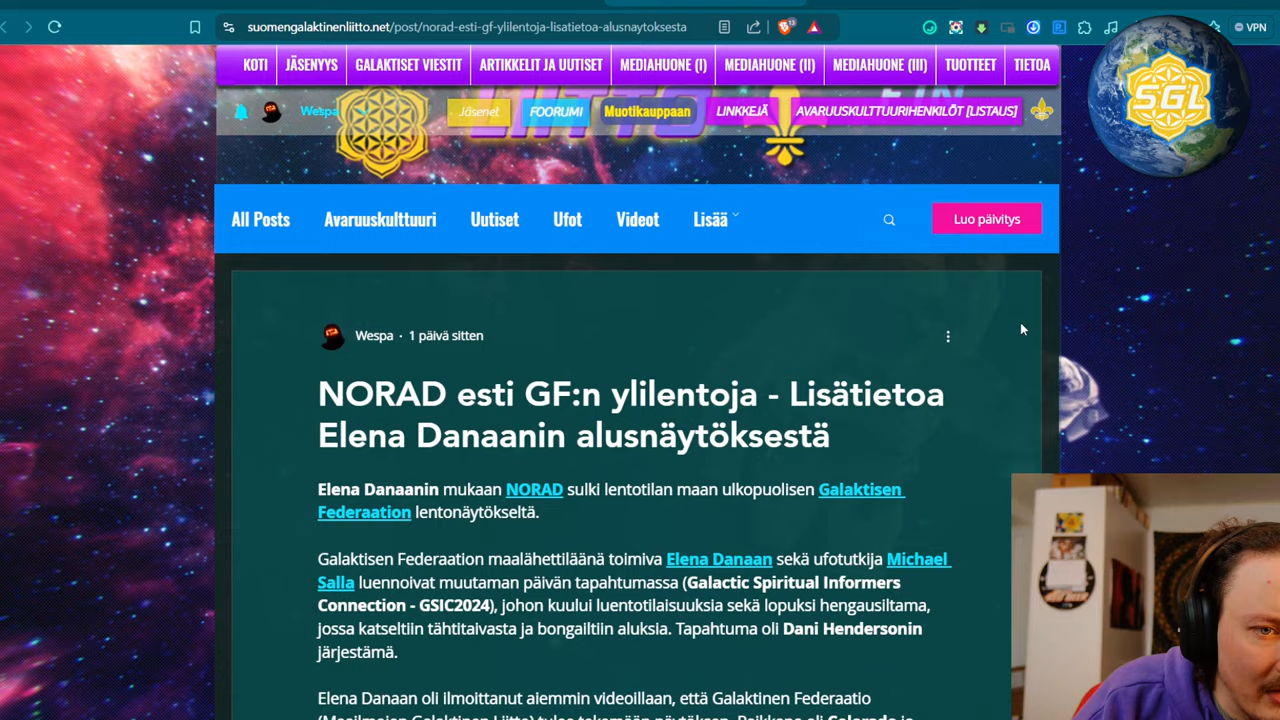 suomengalaktinenliitto.net/post/norad-esti-gf-ylilentoja-lisatietoa-alusnaytoksesta
13
VPN
KOTI JÄSENYYS GALAKTISET VIESTIT ARTIKKELIT JA UUTISET MEDIAHUONE (I) MEDIAHUONE (II) MEDIAHUONE (III) TUOTTEET TIETOA
SGL
Wespa Jäsenet FOORUMI Muotikauppaan LINKKEJÄ AVARUUSKULTTUURIHENKILÖT [LISTAUS]
LIITTO
All Posts Avaruuskulttuuri Uutiset Ufot Videot Lisää Luo päivitys
Wespa · 1 päivä sitten
NORAD esti GF:n ylilentoja - Lisätietoa
Elena Danaanin alusnäytöksestä
Elena Danaanin mukaan NORAD sulki lentotilan maan ulkopuolisen Galaktisen
Federaation lentonäytökseltä.
Galaktisen Federaation maalähettiläänä toimiva Elena Danaan sekä ufotutkija Michael
Salla luennoivat muutaman päivän tapahtumassa (Galactic Spiritual Informers
Connection - GSIC2024), johon kuului luentotilaisuuksia sekä lopuksi hengausiltama,
jossa katseltiin tähtitaivasta ja bongailtiin aluksia. Tapahtuma oli Dani Hendersonin
järjestämä.
Elena Danaan oli ilmoittanut aiemmin videoillaan, että Galaktinen Federaatio